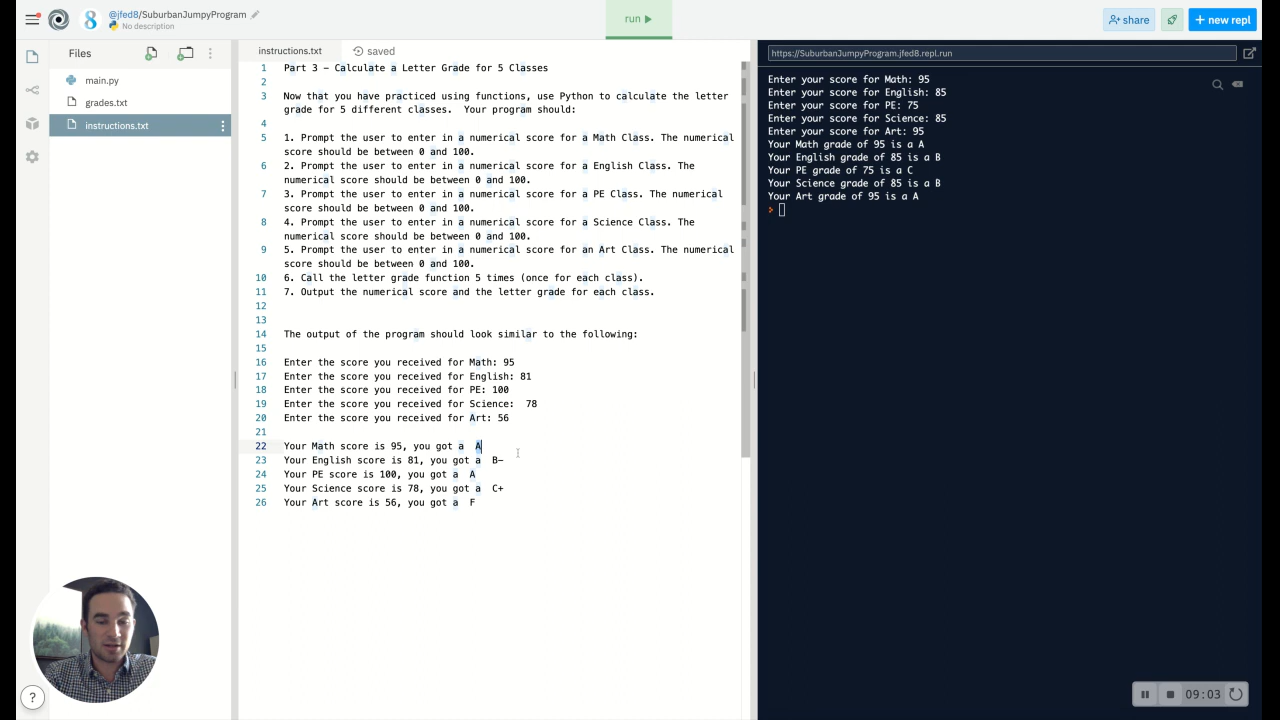 @jfed8/SuburbanJumpyProgram
No description
run
share
+ new repl
Files
main.py
grades.txt
instructions.txt
instructions.txt
saved
1 Part 3 - Calculate a Letter Grade for 5 Classes
2
3 Now that you have practiced using functions, use Python to calculate the letter
grade for 5 different classes.  Your program should:
4
5 1. Prompt the user to enter in a numerical score for a Math Class. The numerical
score should be between 0 and 100.
6 2. Prompt the user to enter in a numerical score for a English Class. The
numerical score should be between 0 and 100.
7 3. Prompt the user to enter in a numerical score for a PE Class. The numerical
score should be between 0 and 100.
8 4. Prompt the user to enter in a numerical score for a Science Class. The
numerical score should be between 0 and 100.
9 5. Prompt the user to enter in a numerical score for an Art Class. The numerical
score should be between 0 and 100.
10 6. Call the letter grade function 5 times (once for each class).
11 7. Output the numerical score and the letter grade for each class.
12
13
14 The output of the program should look similar to the following:
15
16 Enter the score you received for Math: 95
17 Enter the score you received for English: 81
18 Enter the score you received for PE: 100
19 Enter the score you received for Science:  78
20 Enter the score you received for Art: 56
21
22 Your Math score is 95, you got a  A
23 Your English score is 81, you got a  B-
24 Your PE score is 100, you got a  A
25 Your Science score is 78, you got a  C+
26 Your Art score is 56, you got a  F
https://SuburbanJumpyProgram.jfed8.repl.run
Enter your score for Math: 95
Enter your score for English: 85
Enter your score for PE: 75
Enter your score for Science: 85
Enter your score for Art: 95
Your Math grade of 95 is a A
Your English grade of 85 is a B
Your PE grade of 75 is a C
Your Science grade of 85 is a B
Your Art grade of 95 is a A
>
?
09:03